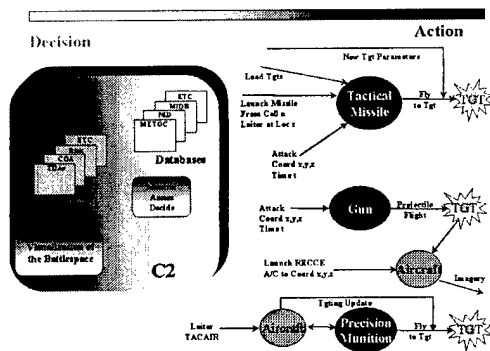 Decision
Action
New Tgt Parameters
Load Tgts
Launch Missile
From Cell n
Loiter at Loc z
Attack
Coord x,y,z
Time t
Tactical
Missile
Fly
to Tgt
TGT
ETC
MIDB
NID
METOC
Databases
ETC
COA
TDAs
Assess
Decide
Visualization of
the Battlespace
C2
Attack
Coord x,y,z
Time t
Gun
Projectile
Flight
TGT
Launch RECCE
A/C to Coord x,y,z
Aircraft
Imagery
Tgting Update
Loiter
TACAIR
Aircraft
Precision
Munition
Fly
to Tgt
TGT